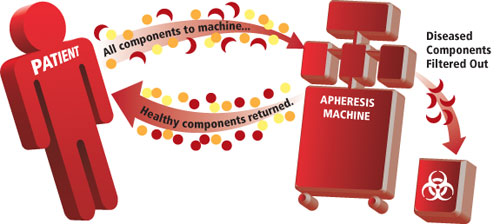 PATIENT
All components to machine...
Healthy components returned.
APHERESIS
MACHINE
Diseased
Components
Filtered Out